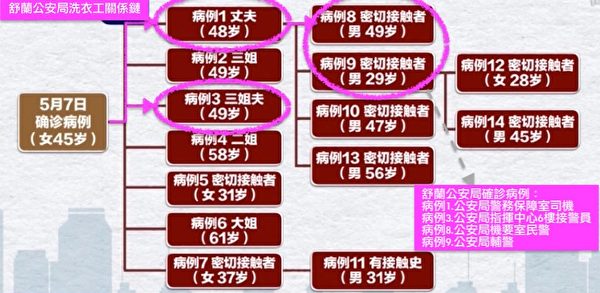 舒蘭公安局洗衣工關係鏈
5月7日
确诊病例
（女45岁）
病例1 丈夫
（48岁）
病例2 三姐
（49岁）
病例3 三姐夫
（49岁）
病例4 二姐
（58岁）
病例5 密切接触者
（女 31岁）
病例6 大姐
（61岁）
病例7 密切接触者
（女 37岁）
病例8 密切接触者
（男 49岁）
病例9 密切接触者
（男 29岁）
病例10 密切接触者
（男 47岁）
病例13 密切接触者
（男 56岁）
病例11 有接触史
（男 31岁）
病例12 密切接触者
（女 28岁）
病例14 密切接触者
（男 45岁）
舒蘭公安局確診病例：
病例1.公安局警務保障室司機
病例3.公安局指揮中心6樓接警員
病例8.公安局機要室民警
病例9.公安局輔警